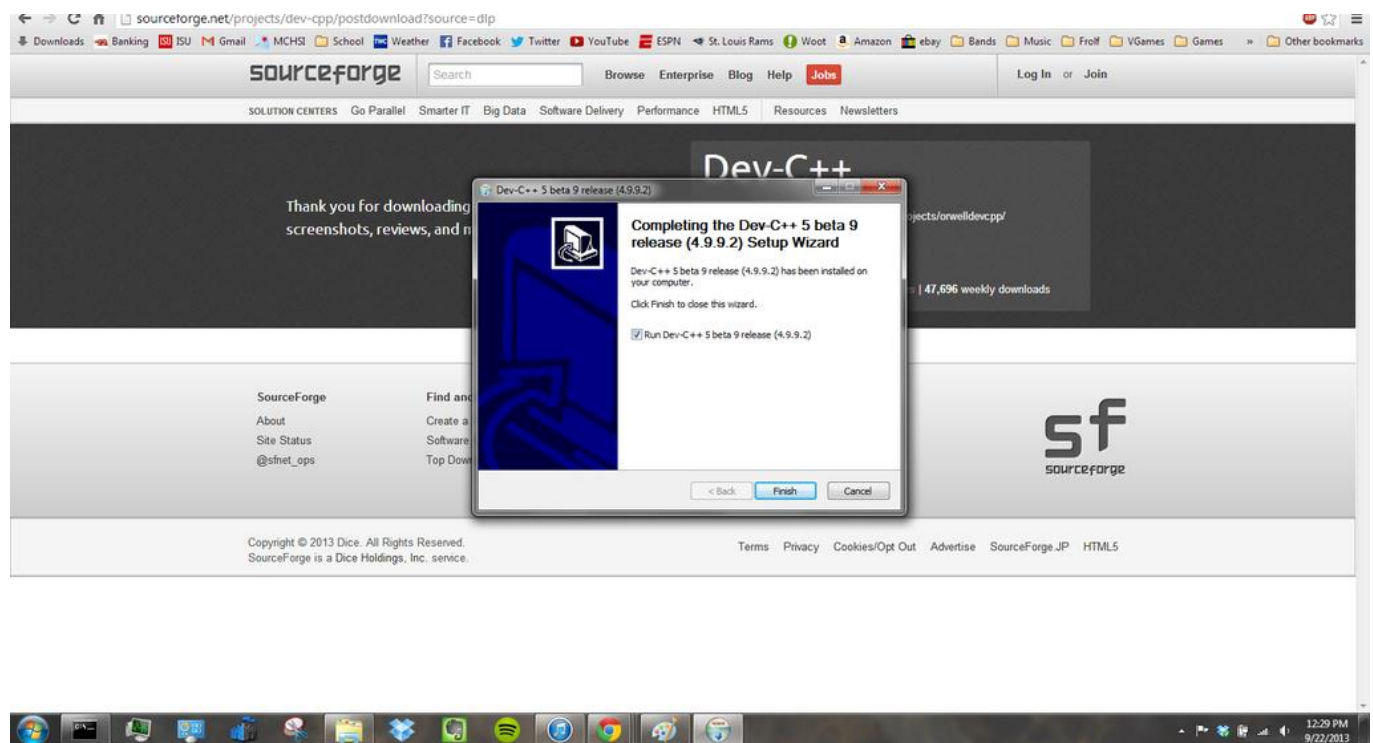 sourceforge.net/projects/dev-cpp/postdownload?source=dlp
Downloads Banking ISU ISU Gmail MCHSI School TWC Weather Facebook Twitter YouTube ESPN St. Louis Rams Woot Amazon ebay Bands Music Frolf VGames Games » Other bookmarks
sourceforge Search Browse Enterprise Blog Help Jobs Log In or Join
SOLUTION CENTERS Go Parallel Smarter IT Big Data Software Delivery Performance HTML5 Resources Newsletters
Dev-C++
Dev-C++ 5 beta 9 release (4.9.9.2)
Thank you for downloading
screenshots, reviews, and
ojects/orwelldevcpp/
| 47,696 weekly downloads
Completing the Dev-C++ 5 beta 9
release (4.9.9.2) Setup Wizard
Dev-C++ 5 beta 9 release (4.9.9.2) has been installed on
your computer.
Click Finish to close this wizard.
Run Dev-C++ 5 beta 9 release (4.9.9.2)
< Back Finish Cancel
SourceForge
About
Site Status
@sfnet_ops
Find and
Create a
Software
Top Down
sf
sourceforge
Copyright © 2013 Dice. All Rights Reserved.
SourceForge is a Dice Holdings, Inc. service.
Terms Privacy Cookies/Opt Out Advertise SourceForge.JP HTML5
12:29 PM
9/22/2013